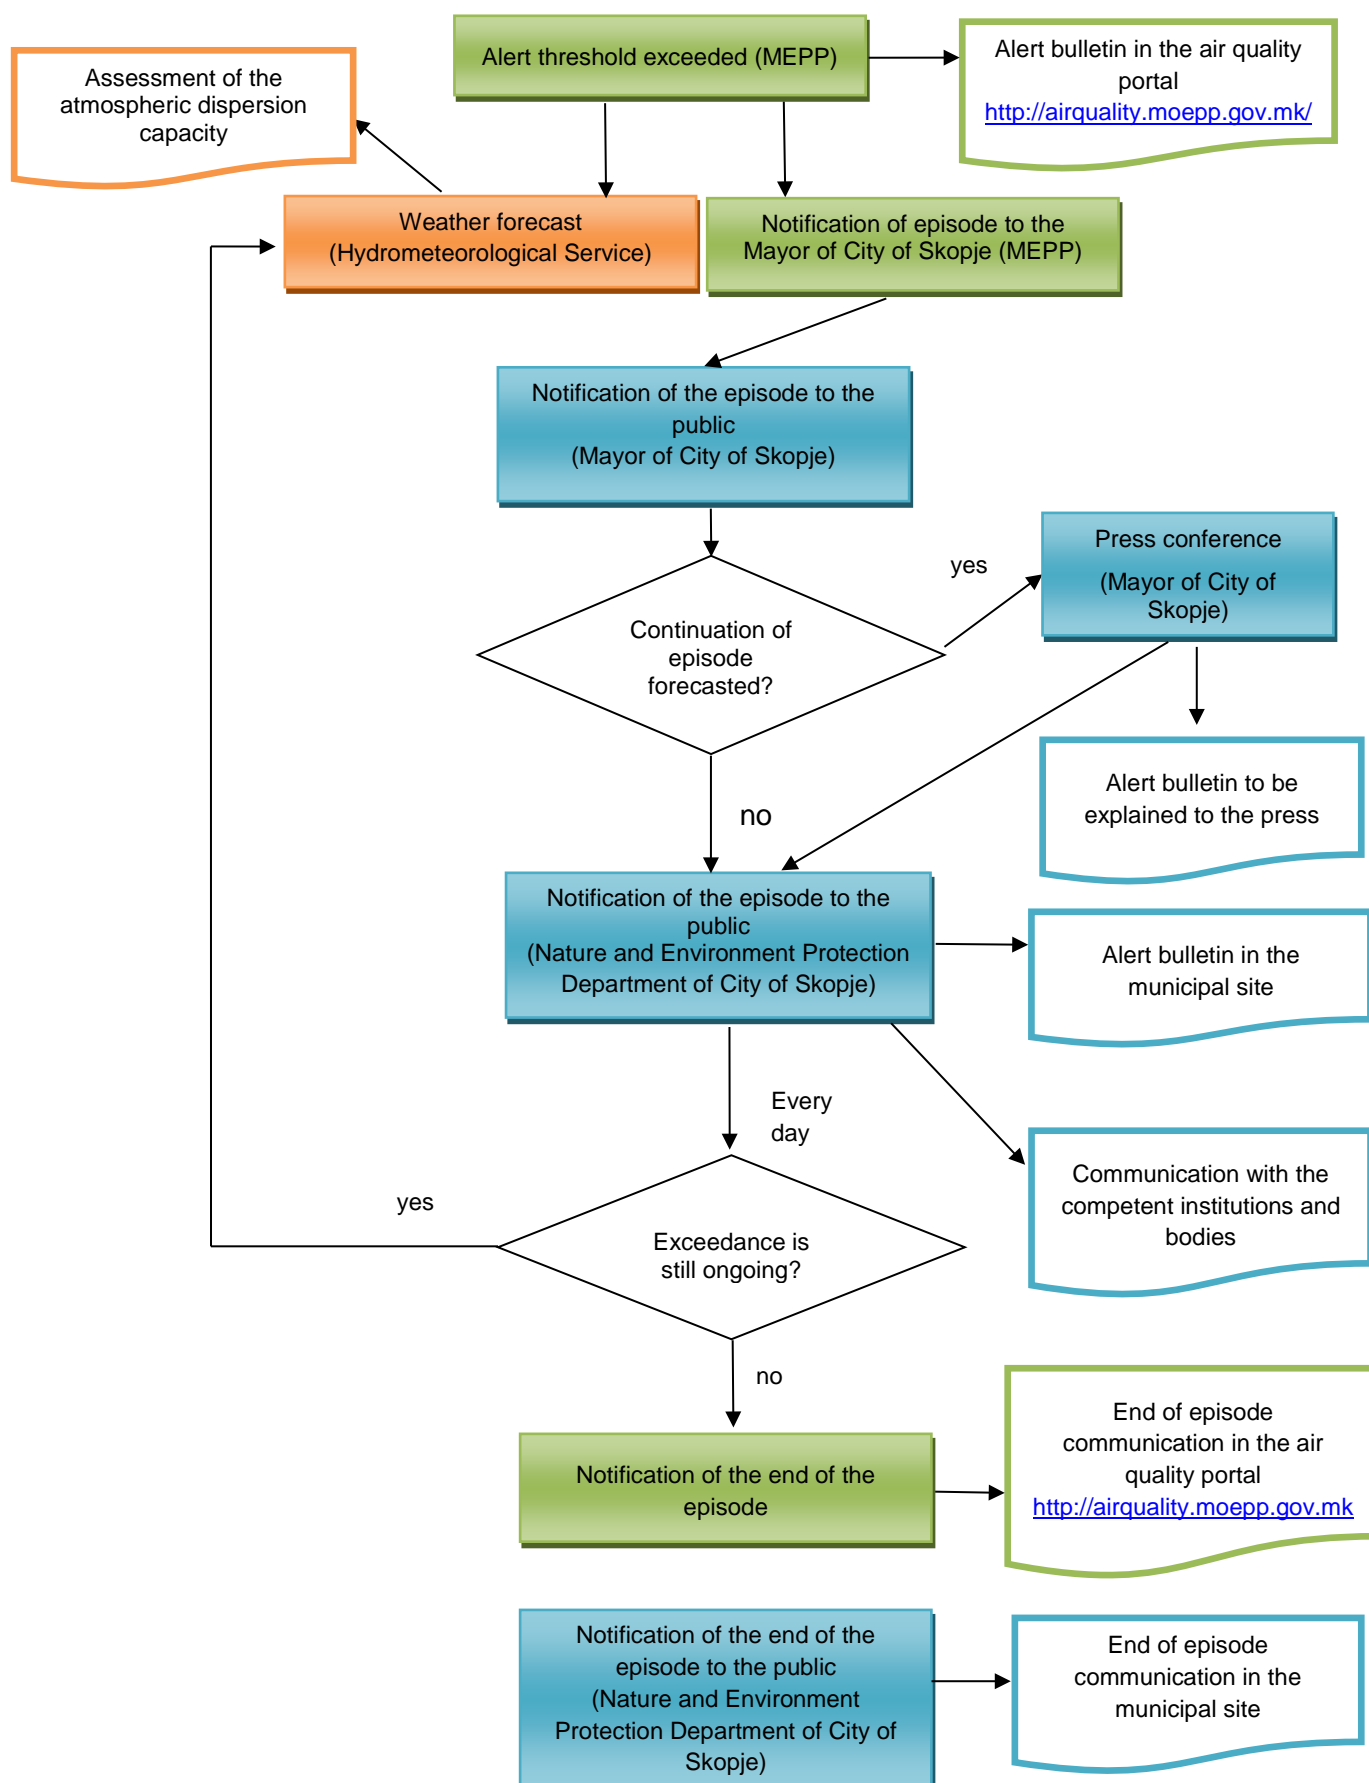 Alert threshold exceeded (MEPP)
Alert bulletin in the air quality
portal
http://airquality.moepp.gov.mk/
Assessment of the
atmospheric dispersion
capacity
Weather forecast
(Hydrometeorological Service)
Notification of episode to the
Mayor of City of Skopje (MEPP)
Notification of the episode to the
public
(Mayor of City of Skopje)
Continuation of
episode
forecasted?
yes
Press conference
(Mayor of City of
Skopje)
no
Alert bulletin to be
explained to the press
Notification of the episode to the
public
(Nature and Environment Protection
Department of City of Skopje)
Alert bulletin in the
municipal site
Every
day
Communication with the
competent institutions and
bodies
yes
Exceedance is
still ongoing?
no
Notification of the end of the
episode
End of episode
communication in the air
quality portal
http://airquality.moepp.gov.mk
Notification of the end of the
episode to the public
(Nature and Environment
Protection Department of City of
Skopje)
End of episode
communication in the
municipal site